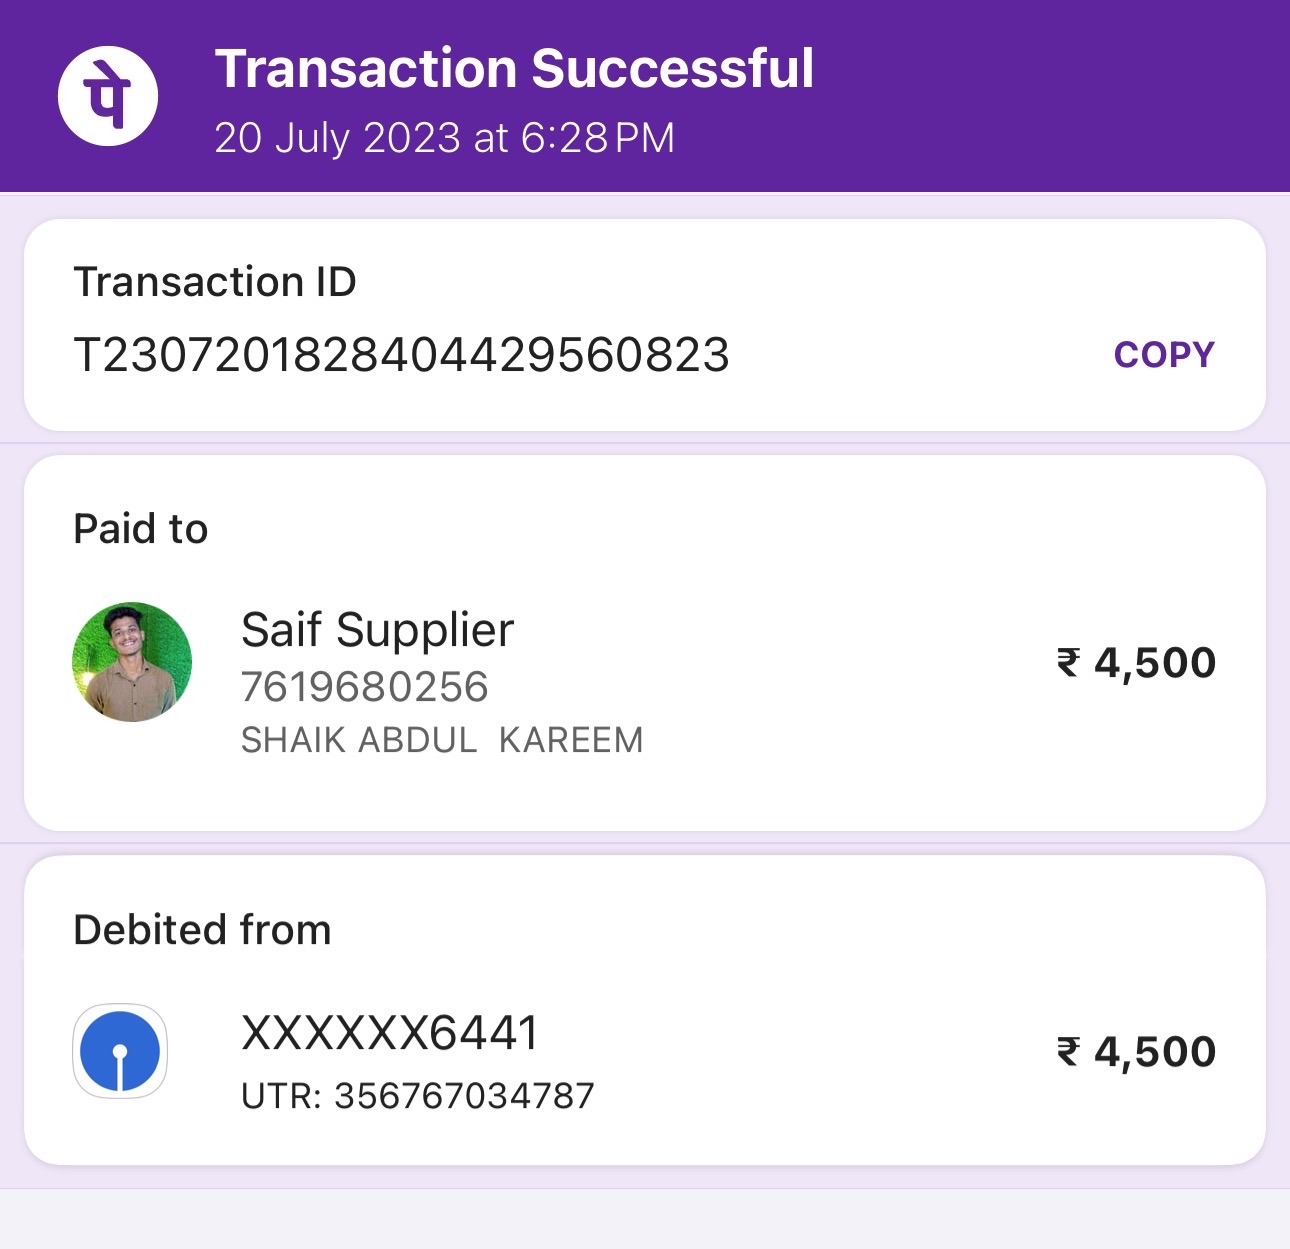 पे
Transaction Successful
20 July 2023 at 6:28 PM
Transaction ID
T2307201828404429560823
COPY
Paid to
Saif Supplier
7619680256
₹ 4,500
SHAIK ABDUL  KAREEM
Debited from
XXXXXX6441
₹ 4,500
UTR: 356767034787